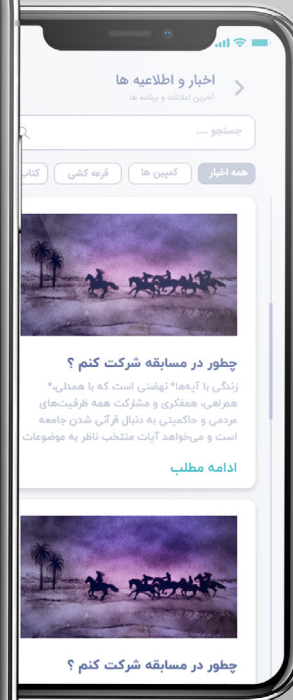 اخبار و اطلاعیه ها
آخرین اعلانات و برنامه ها
جستجو ....
همه اخبار
کمپین ها
قرعه کشی
کتاب
چطور در مسابقه شرکت کنم ؟
زندگی با آیه‌ها* نهضتی است که با همدلی،*
همراهی، همفکری و مشارکت همه ظرفیت‌های
مردمی و حاکمیتی به دنبال قرآنی شدن جامعه
است و می‌خواهد آیات منتخب ناظر به موضوعات
ادامه مطلب
چطور در مسابقه شرکت کنم ؟